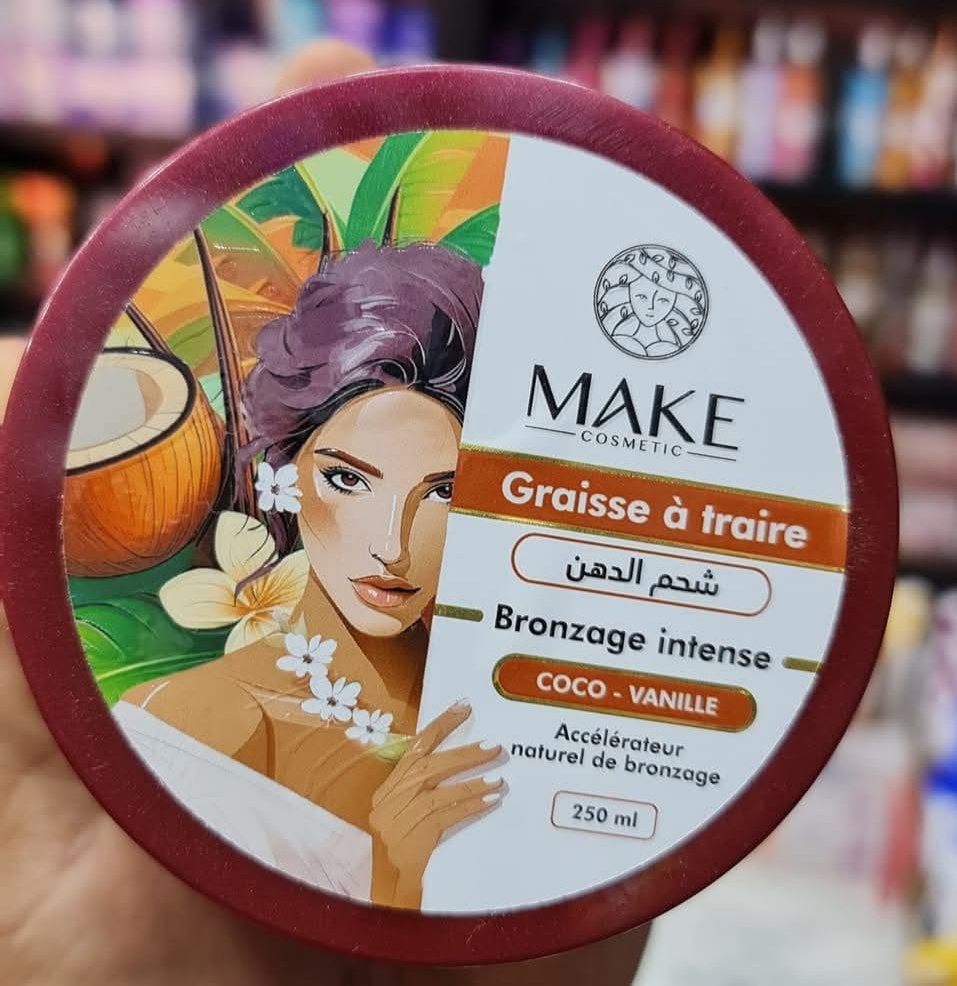 MAKE
COSMETIC
Graisse à traire
شحم الدهن
Bronzage intense
COCO - VANILLE
Accélérateur
naturel de bronzage
250 ml